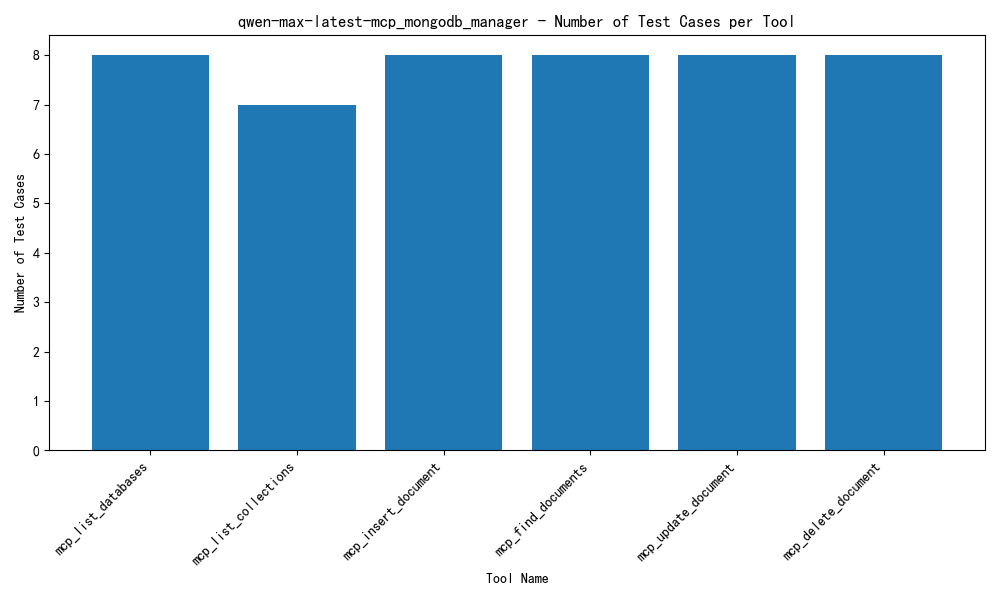 qwen-max-latest-mcp_mongodb_manager - Number of Test Cases per Tool
Number of Test Cases
8
7
6
5
4
3
2
1
0
mcp_list_databases
mcp_list_collections
mcp_insert_document
mcp_find_documents
mcp_update_document
mcp_delete_document
Tool Name